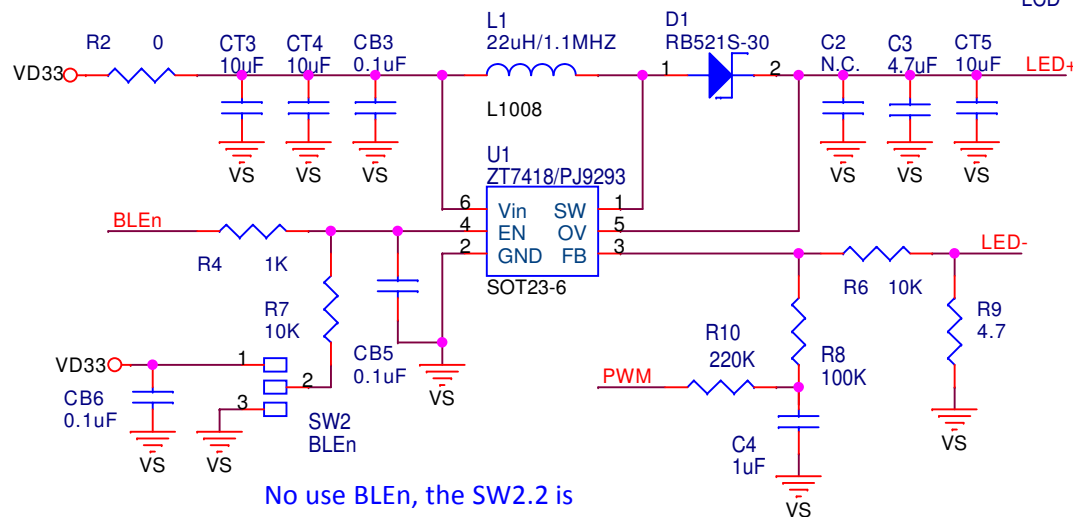 R2 0
CT3
10uF
CT4
10uF
CB3
0.1uF
L1
22uH/1.1MHZ
D1
RB521S-30
C2
N.C.
C3
4.7uF
CT5
10uF
LED+
VD33
1
2
L1008
VS
VS
VS
VS
VS
VS
U1
ZT7418/PJ9293
6 Vin SW 1
4 EN OV 5
2 GND FB 3
SOT23-6
BLEn
R4 1K
R7
10K
CB5
0.1uF
VS
LED-
R6 10K
R9
4.7
VS
R10
220K
R8
100K
PWM
C4
1uF
VS
VD33
1
2
3
CB6
0.1uF
VS
VS
SW2
BLEn
No use BLEn, the SW2.2 is